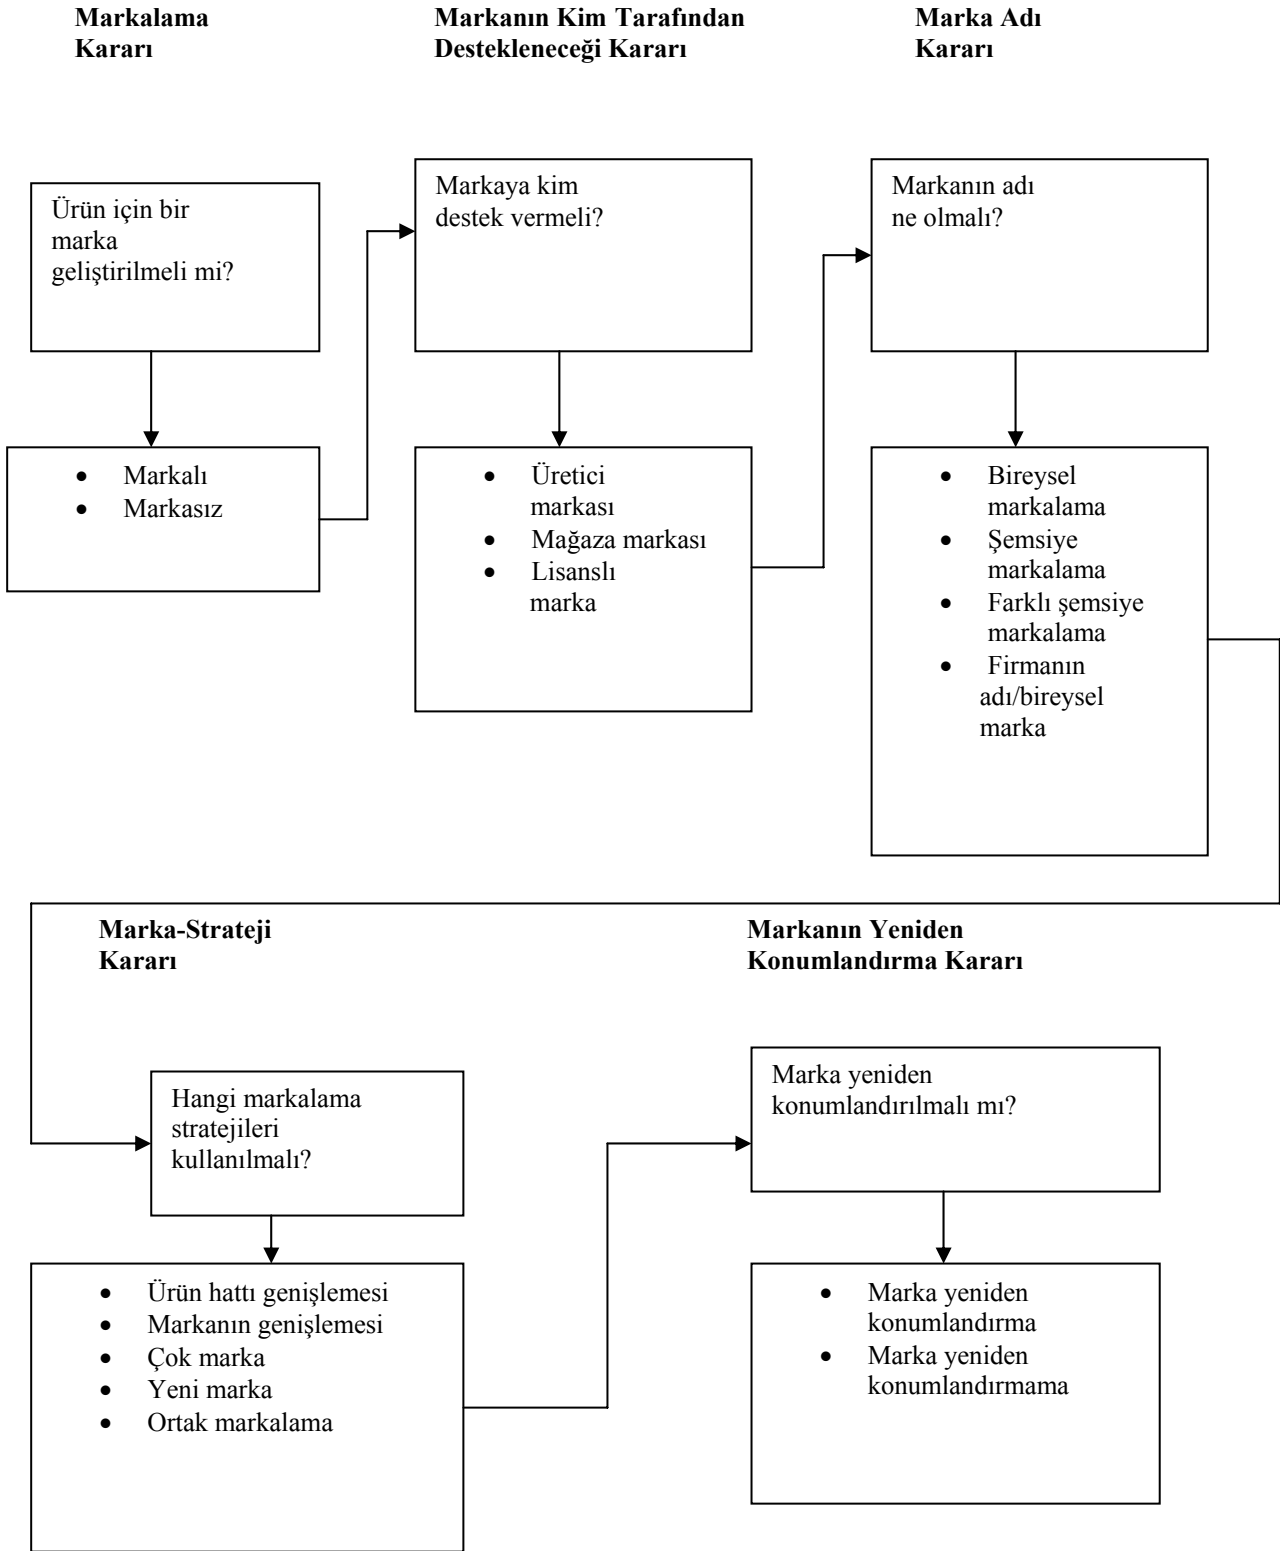 Markalama
Kararı
Markanın Kim Tarafından
Destekleneceği Kararı
Marka Adı
Kararı
Ürün için bir
marka
geliştirilmeli mi?
Markaya kim
destek vermeli?
Markanın adı
ne olmalı?
• Markalı
• Markasız
• Üretici
markası
• Mağaza markası
• Lisanslı
marka
• Bireysel
markalama
• Şemsiye
markalama
• Farklı şemsiye
markalama
• Firmanın
adı/bireysel
marka
Marka-Strateji
Kararı
Markanın Yeniden
Konumlandırma Kararı
Hangi markalama
stratejileri
kullanılmalı?
Marka yeniden
konumlandırılmalı mı?
• Ürün hattı genişlemesi
• Markanın genişlemesi
• Çok marka
• Yeni marka
• Ortak markalama
• Marka yeniden
konumlandırma
• Marka yeniden
konumlandırmama